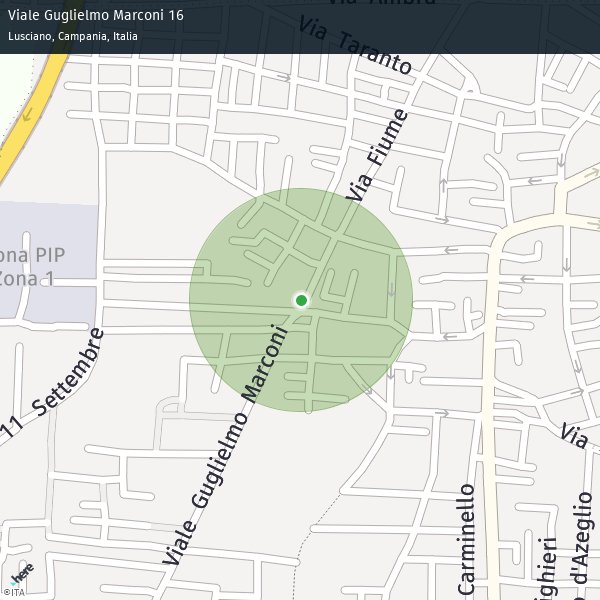 Viale Guglielmo Marconi 16
Lusciano, Campania, Italia
Via Ambra
Via Taranto
Via Fiume
ona PIP
Zona 1
11 Settembre
Viale Guglielmo Marconi
Via
Carminello
ighieri
o d'Azeglio
here
©ITA